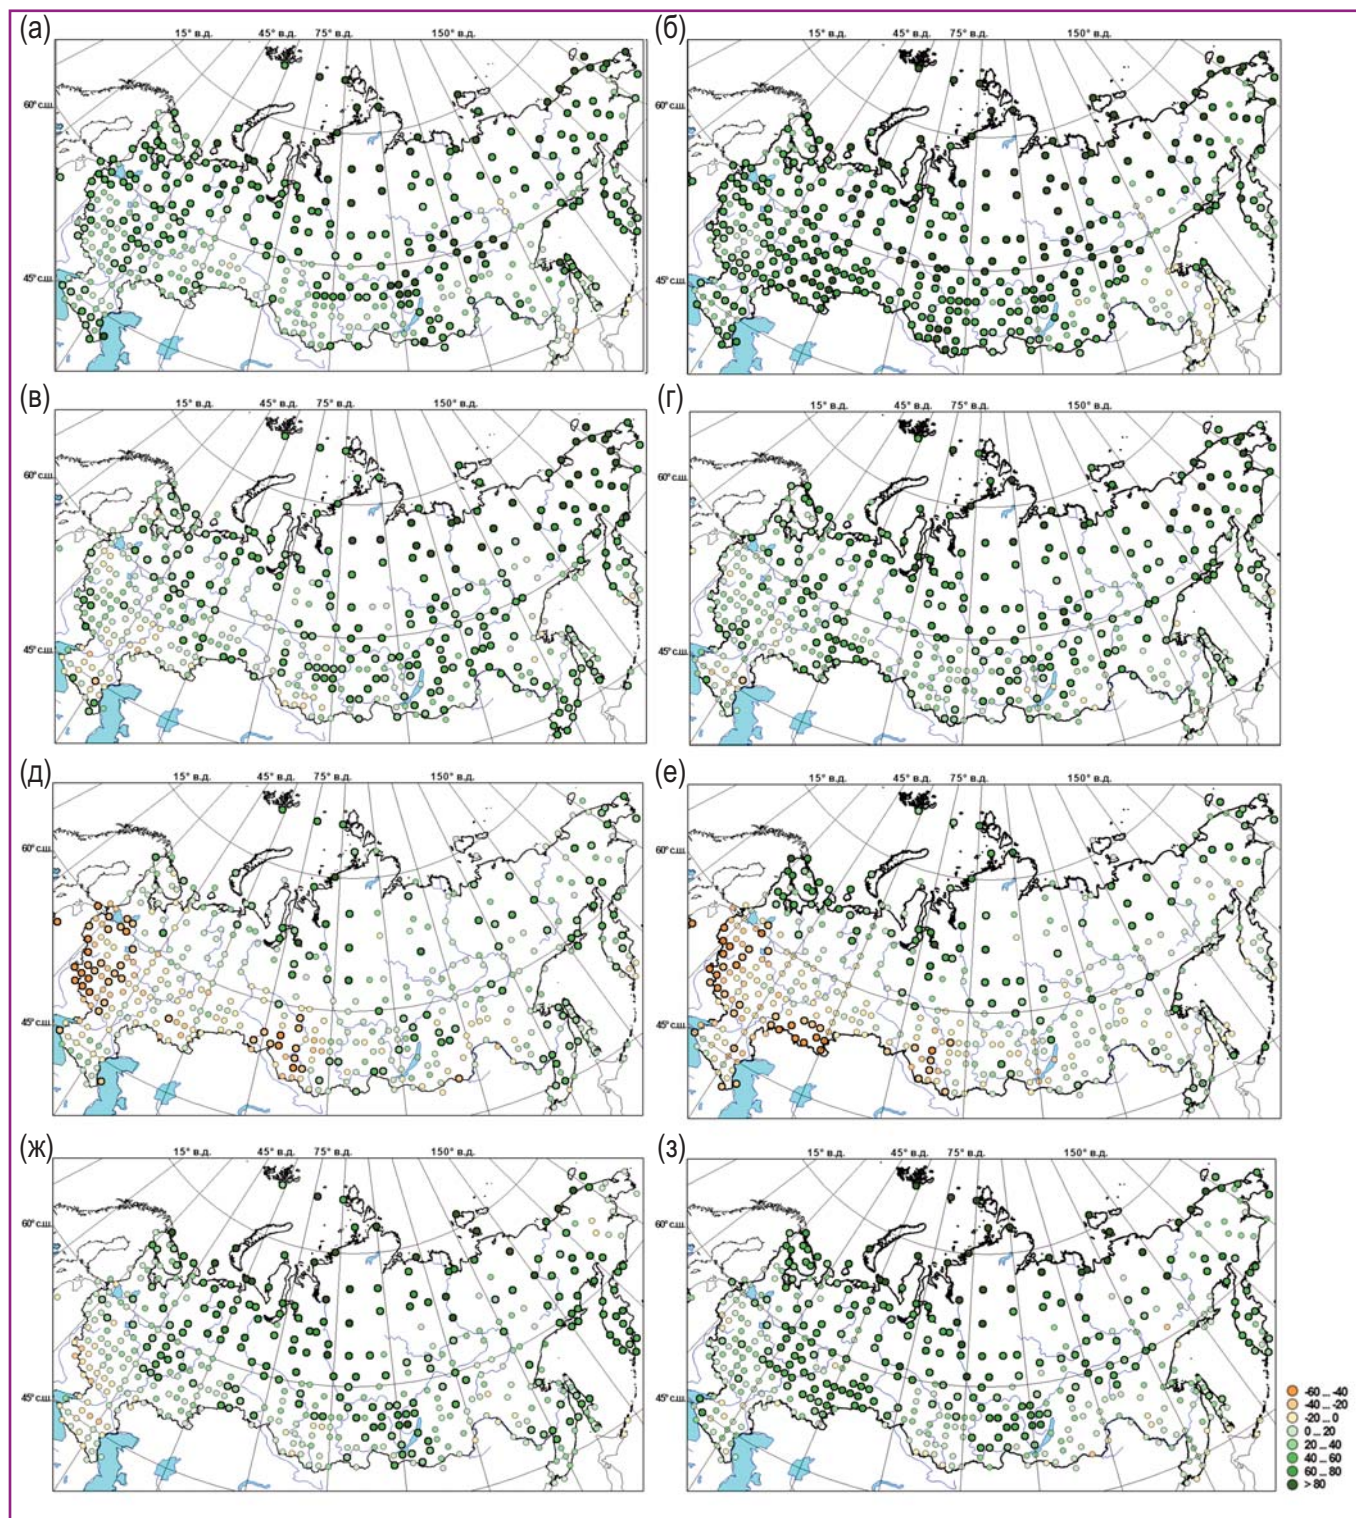 (а) (б)
15° в.д. 45° в.д. 75° в.д. 150° в.д. 15° в.д. 45° в.д. 75° в.д. 150° в.д.
60° с.ш. 60° с.ш.
45° с.ш. 45° с.ш.
(в) (г)
15° в.д. 45° в.д. 75° в.д. 150° в.д. 15° в.д. 45° в.д. 75° в.д. 150° в.д.
60° с.ш. 60° с.ш.
45° с.ш. 45° с.ш.
(д) (е)
15° в.д. 45° в.д. 75° в.д. 150° в.д. 15° в.д. 45° в.д. 75° в.д. 150° в.д.
60° с.ш. 60° с.ш.
45° с.ш. 45° с.ш.
(ж) (з)
15° в.д. 45° в.д. 75° в.д. 150° в.д. 15° в.д. 45° в.д. 75° в.д. 150° в.д.
60° с.ш. 60° с.ш.
45° с.ш. 45° с.ш.
-60 ... -40
-40 ... -20
-20 ... 0
0 ... 20
20 ... 40
40 ... 60
60 ... 80
> 80